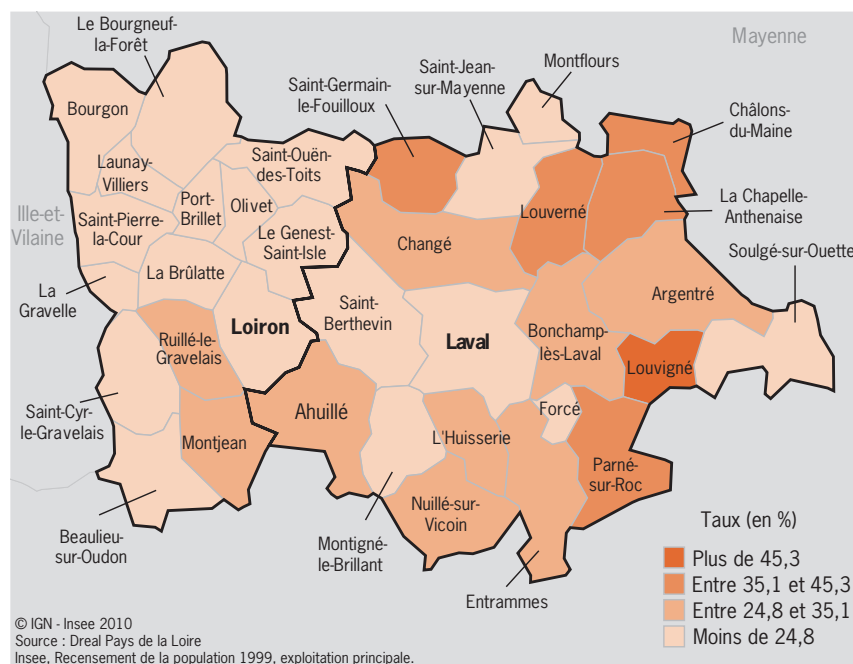 Le Bourgneuf-
la-Forêt
Mayenne
Montflours
Saint-Jean-
sur-Mayenne
Saint-Germain-
le-Fouilloux
Bourgon
Châlons-
du-Maine
Launay-
Villiers
Saint-Ouën-
des-Toits
Port-
Brillet
Olivet
Louverné
La Chapelle-
Anthenaise
Ille-et-
Vilaine
Saint-Pierre-
la-Cour
Le Genest-
Saint-Isle
Changé
Soulgé-sur-Ouette
La Brûlatte
La
Gravelle
Argentré
Saint-
Berthevin
Loiron
Laval
Bonchamp-
lès-Laval
Ruillé-le-
Gravelais
Louvigné
Saint-Cyr-
le-Gravelais
Ahuillé
Forcé
Montjean
L'Huisserie
Parné-
sur-Roc
Nuillé-sur-
Vicoin
Beaulieu-
sur-Oudon
Montigné-
le-Brillant
Entrammes
Taux (en %)
Plus de 45,3
Entre 35,1 et 45,3
Entre 24,8 et 35,1
Moins de 24,8
© IGN - Insee 2010
Source : Dreal Pays de la Loire
Insee, Recensement de la population 1999, exploitation principale.